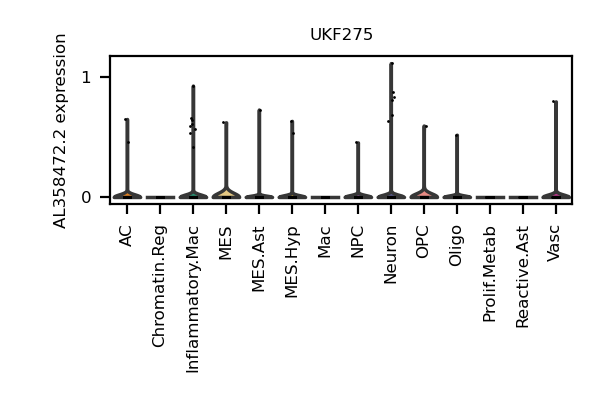 UKF275
AL358472.2 expression
1
0
AC
Chromatin.Reg
Inflammatory.Mac
MES
MES.Ast
MES.Hyp
Mac
NPC
Neuron
OPC
Oligo
Prolif.Metab
Reactive.Ast
Vasc